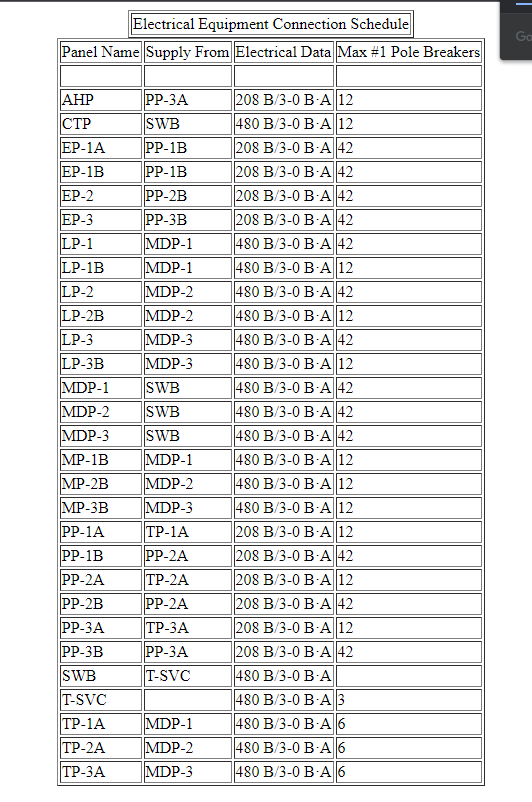 Electrical Equipment Connection Schedule
Go
Panel Name Supply From Electrical Data Max #1 Pole Breakers
AHP PP-3A 208 B/3-0 B·A 12
CTP SWB 480 B/3-0 B·A 12
EP-1A PP-1B 208 B/3-0 B·A 42
EP-1B PP-1B 208 B/3-0 B·A 42
EP-2 PP-2B 208 B/3-0 B·A 42
EP-3 PP-3B 208 B/3-0 B·A 42
LP-1 MDP-1 480 B/3-0 B·A 42
LP-1B MDP-1 480 B/3-0 B·A 12
LP-2 MDP-2 480 B/3-0 B·A 42
LP-2B MDP-2 480 B/3-0 B·A 12
LP-3 MDP-3 480 B/3-0 B·A 42
LP-3B MDP-3 480 B/3-0 B·A 12
MDP-1 SWB 480 B/3-0 B·A 42
MDP-2 SWB 480 B/3-0 B·A 42
MDP-3 SWB 480 B/3-0 B·A 42
MP-1B MDP-1 480 B/3-0 B·A 12
MP-2B MDP-2 480 B/3-0 B·A 12
MP-3B MDP-3 480 B/3-0 B·A 12
PP-1A TP-1A 208 B/3-0 B·A 12
PP-1B PP-2A 208 B/3-0 B·A 42
PP-2A TP-2A 208 B/3-0 B·A 12
PP-2B PP-2A 208 B/3-0 B·A 42
PP-3A TP-3A 208 B/3-0 B·A 12
PP-3B PP-3A 208 B/3-0 B·A 42
SWB T-SVC 480 B/3-0 B·A
T-SVC 480 B/3-0 B·A 3
TP-1A MDP-1 480 B/3-0 B·A 6
TP-2A MDP-2 480 B/3-0 B·A 6
TP-3A MDP-3 480 B/3-0 B·A 6